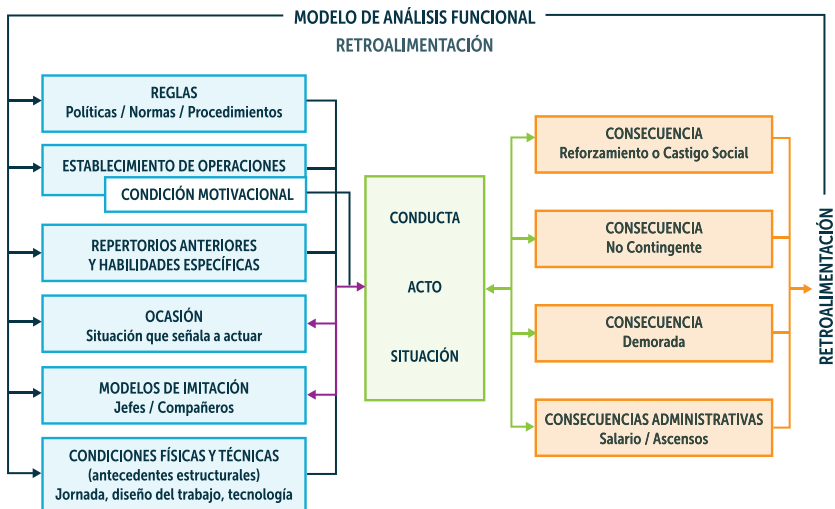 MODELO DE ANÁLISIS FUNCIONAL
RETROALIMENTACIÓN
REGLAS
Políticas / Normas / Procedimientos
ESTABLECIMIENTO DE OPERACIONES
CONDICIÓN MOTIVACIONAL
REPERTORIOS ANTERIORES
Y HABILIDADES ESPECÍFICAS
OCASIÓN
Situación que señala a actuar
MODELOS DE IMITACIÓN
Jefes / Compañeros
CONDICIONES FÍSICAS Y TÉCNICAS
(antecedentes estructurales)
Jornada, diseño del trabajo, tecnología
CONDUCTA
ACTO
SITUACIÓN
CONSECUENCIA
Reforzamiento o Castigo Social
CONSECUENCIA
No Contingente
CONSECUENCIA
Demorada
CONSECUENCIAS ADMINISTRATIVAS
Salario / Ascensos
RETROALIMENTACIÓN